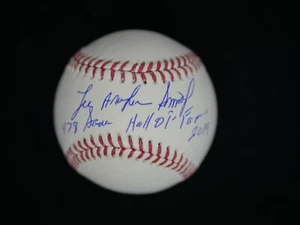 Lee Arthur Smith
478 Saves Hall Of Fame
2019